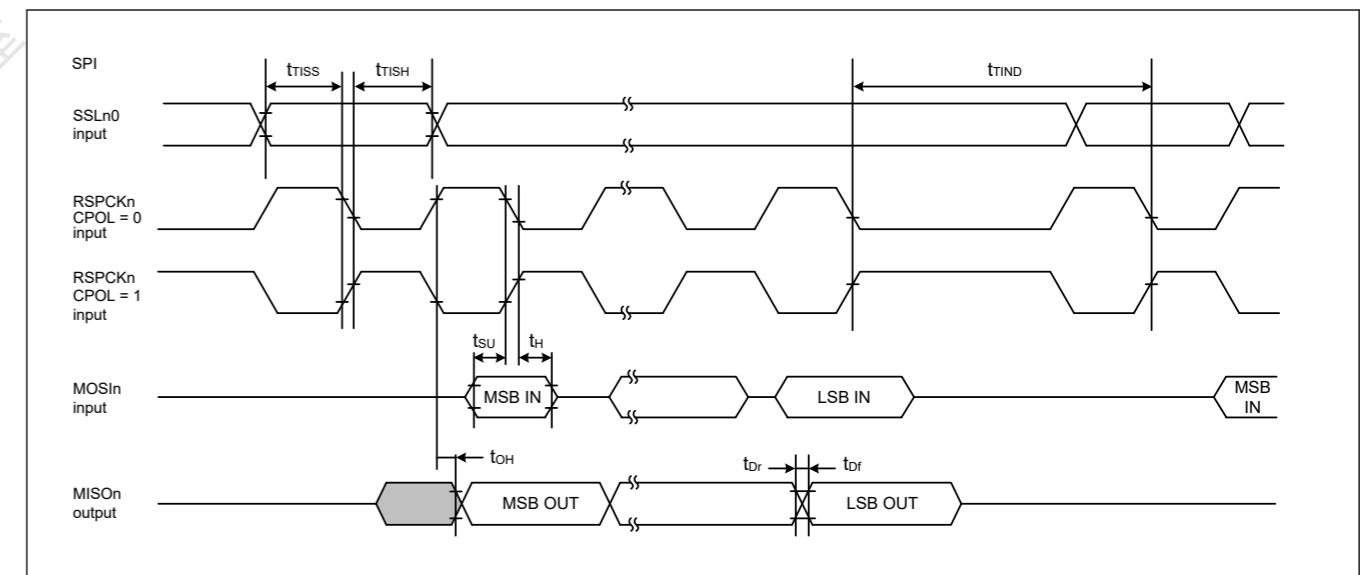 SPI
tTISS
tTISH
tTIND
SSLn0
input
RSPCKn
CPOL = 0
input
RSPCKn
CPOL = 1
input
tSU
tH
MOSIn
input
MSB IN
LSB IN
MSB
IN
tOH
tDr
tDf
MISOn
output
MSB OUT
LSB OUT